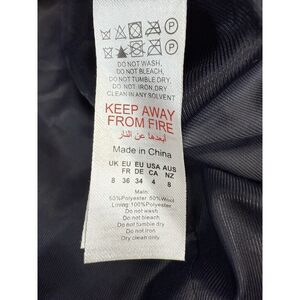 DO NOT WASH,
DO NOT BLEACH,
DO NOT TUMBLE DRY,
DO NOT IRON,DRY
CLEAN IN ANY SOLVENT
KEEP AWAY
FROM FIRE
أبعدها عن النار
Made in China
UK EU EU USA AUS
FR DE CA NZ
8 36 34 4 8
Main:
50%Polyester 50%Wool
Lining:100%Polyester
Do not wash
Do not bleach
Do not tumble dry
Do not iron
Dry clean only